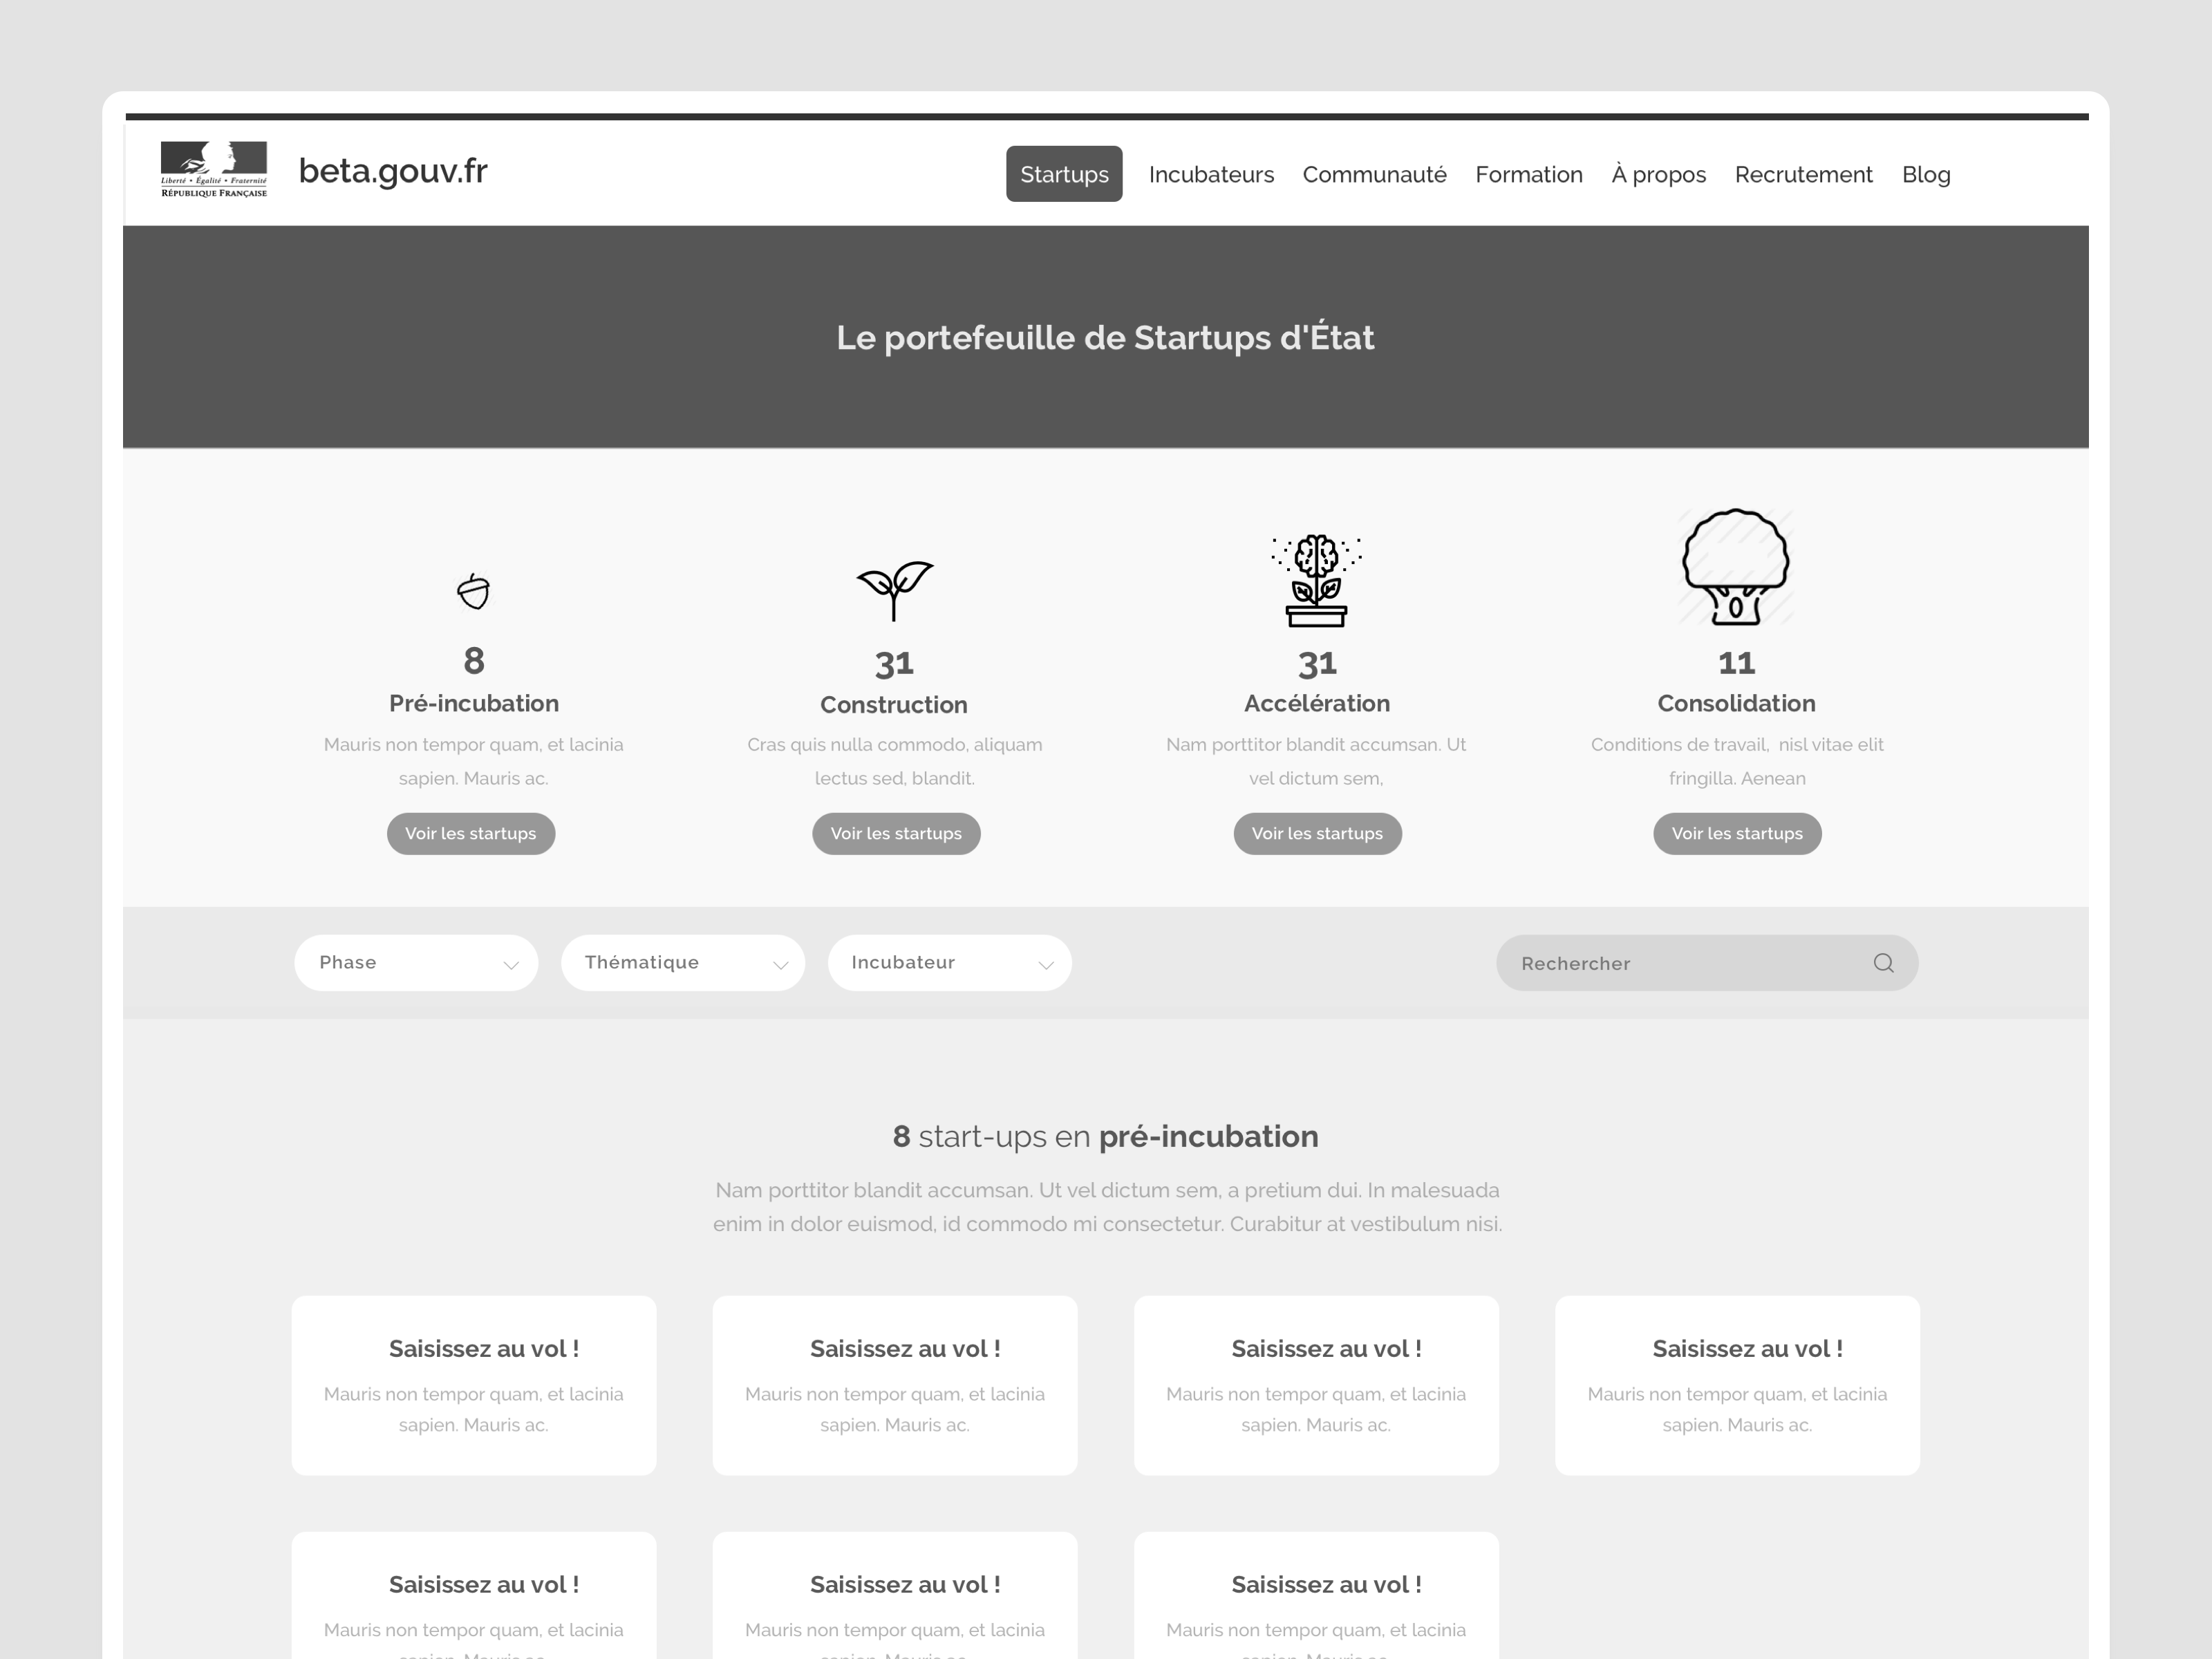 Liberté • Égalité • Fraternité
RÉPUBLIQUE FRANÇAISE
beta.gouv.fr
Startups Incubateurs Communauté Formation À propos Recrutement Blog
Le portefeuille de Startups d'État
8
Pré-incubation
Mauris non tempor quam, et lacinia
sapien. Mauris ac.
Voir les startups
31
Construction
Cras quis nulla commodo, aliquam
lectus sed, blandit.
Voir les startups
31
Accélération
Nam porttitor blandit accumsan. Ut
vel dictum sem,
Voir les startups
11
Consolidation
Conditions de travail, nisl vitae elit
fringilla. Aenean
Voir les startups
Phase Thématique Incubateur Rechercher
8 start-ups en pré-incubation
Nam porttitor blandit accumsan. Ut vel dictum sem, a pretium dui. In malesuada
enim in dolor euismod, id commodo mi consectetur. Curabitur at vestibulum nisi.
Saisissez au vol !
Mauris non tempor quam, et lacinia
sapien. Mauris ac.
Saisissez au vol !
Mauris non tempor quam, et lacinia
sapien. Mauris ac.
Saisissez au vol !
Mauris non tempor quam, et lacinia
sapien. Mauris ac.
Saisissez au vol !
Mauris non tempor quam, et lacinia
sapien. Mauris ac.
Saisissez au vol !
Mauris non tempor quam, et lacinia
Saisissez au vol !
Mauris non tempor quam, et lacinia
Saisissez au vol !
Mauris non tempor quam, et lacinia